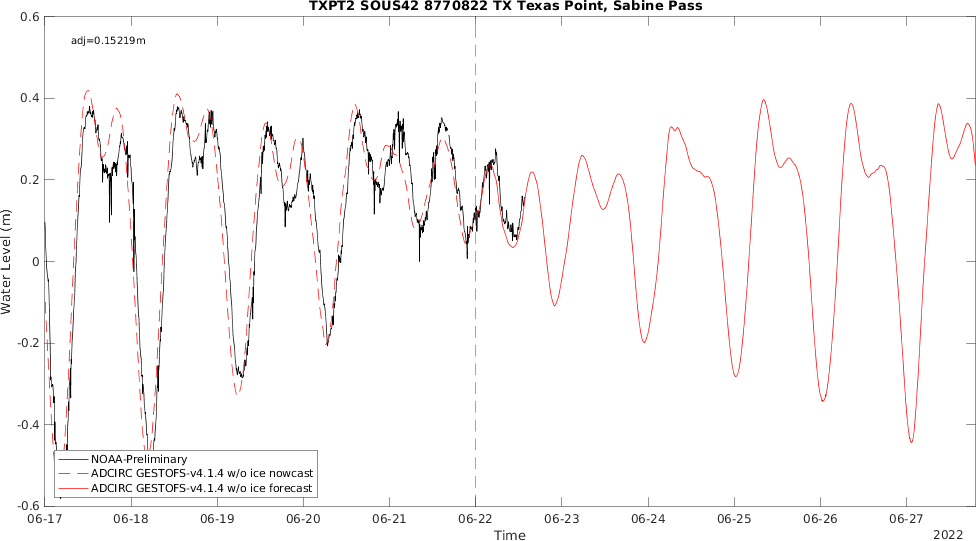 TXPT2 SOUS42 8770822 TX Texas Point, Sabine Pass
adj=0.15219m
0.6
0.4
0.2
0
-0.2
-0.4
-0.6
Water Level (m)
NOAA-Preliminary
ADCIRC GESTOFS-v4.1.4 w/o ice nowcast
ADCIRC GESTOFS-v4.1.4 w/o ice forecast
06-17 06-18 06-19 06-20 06-21 06-22 06-23 06-24 06-25 06-26 06-27
Time
2022